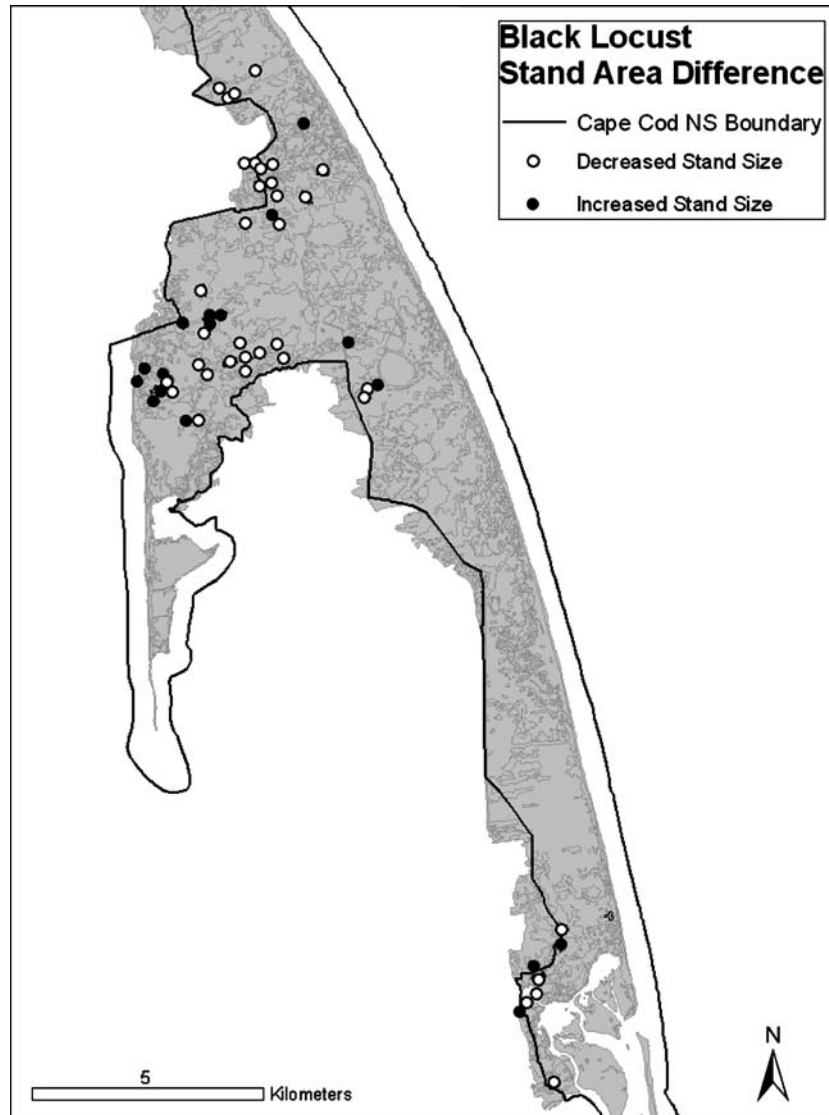 Black Locust
Stand Area Difference
Cape Cod NS Boundary
Decreased Stand Size
Increased Stand Size
N
5
Kilometers